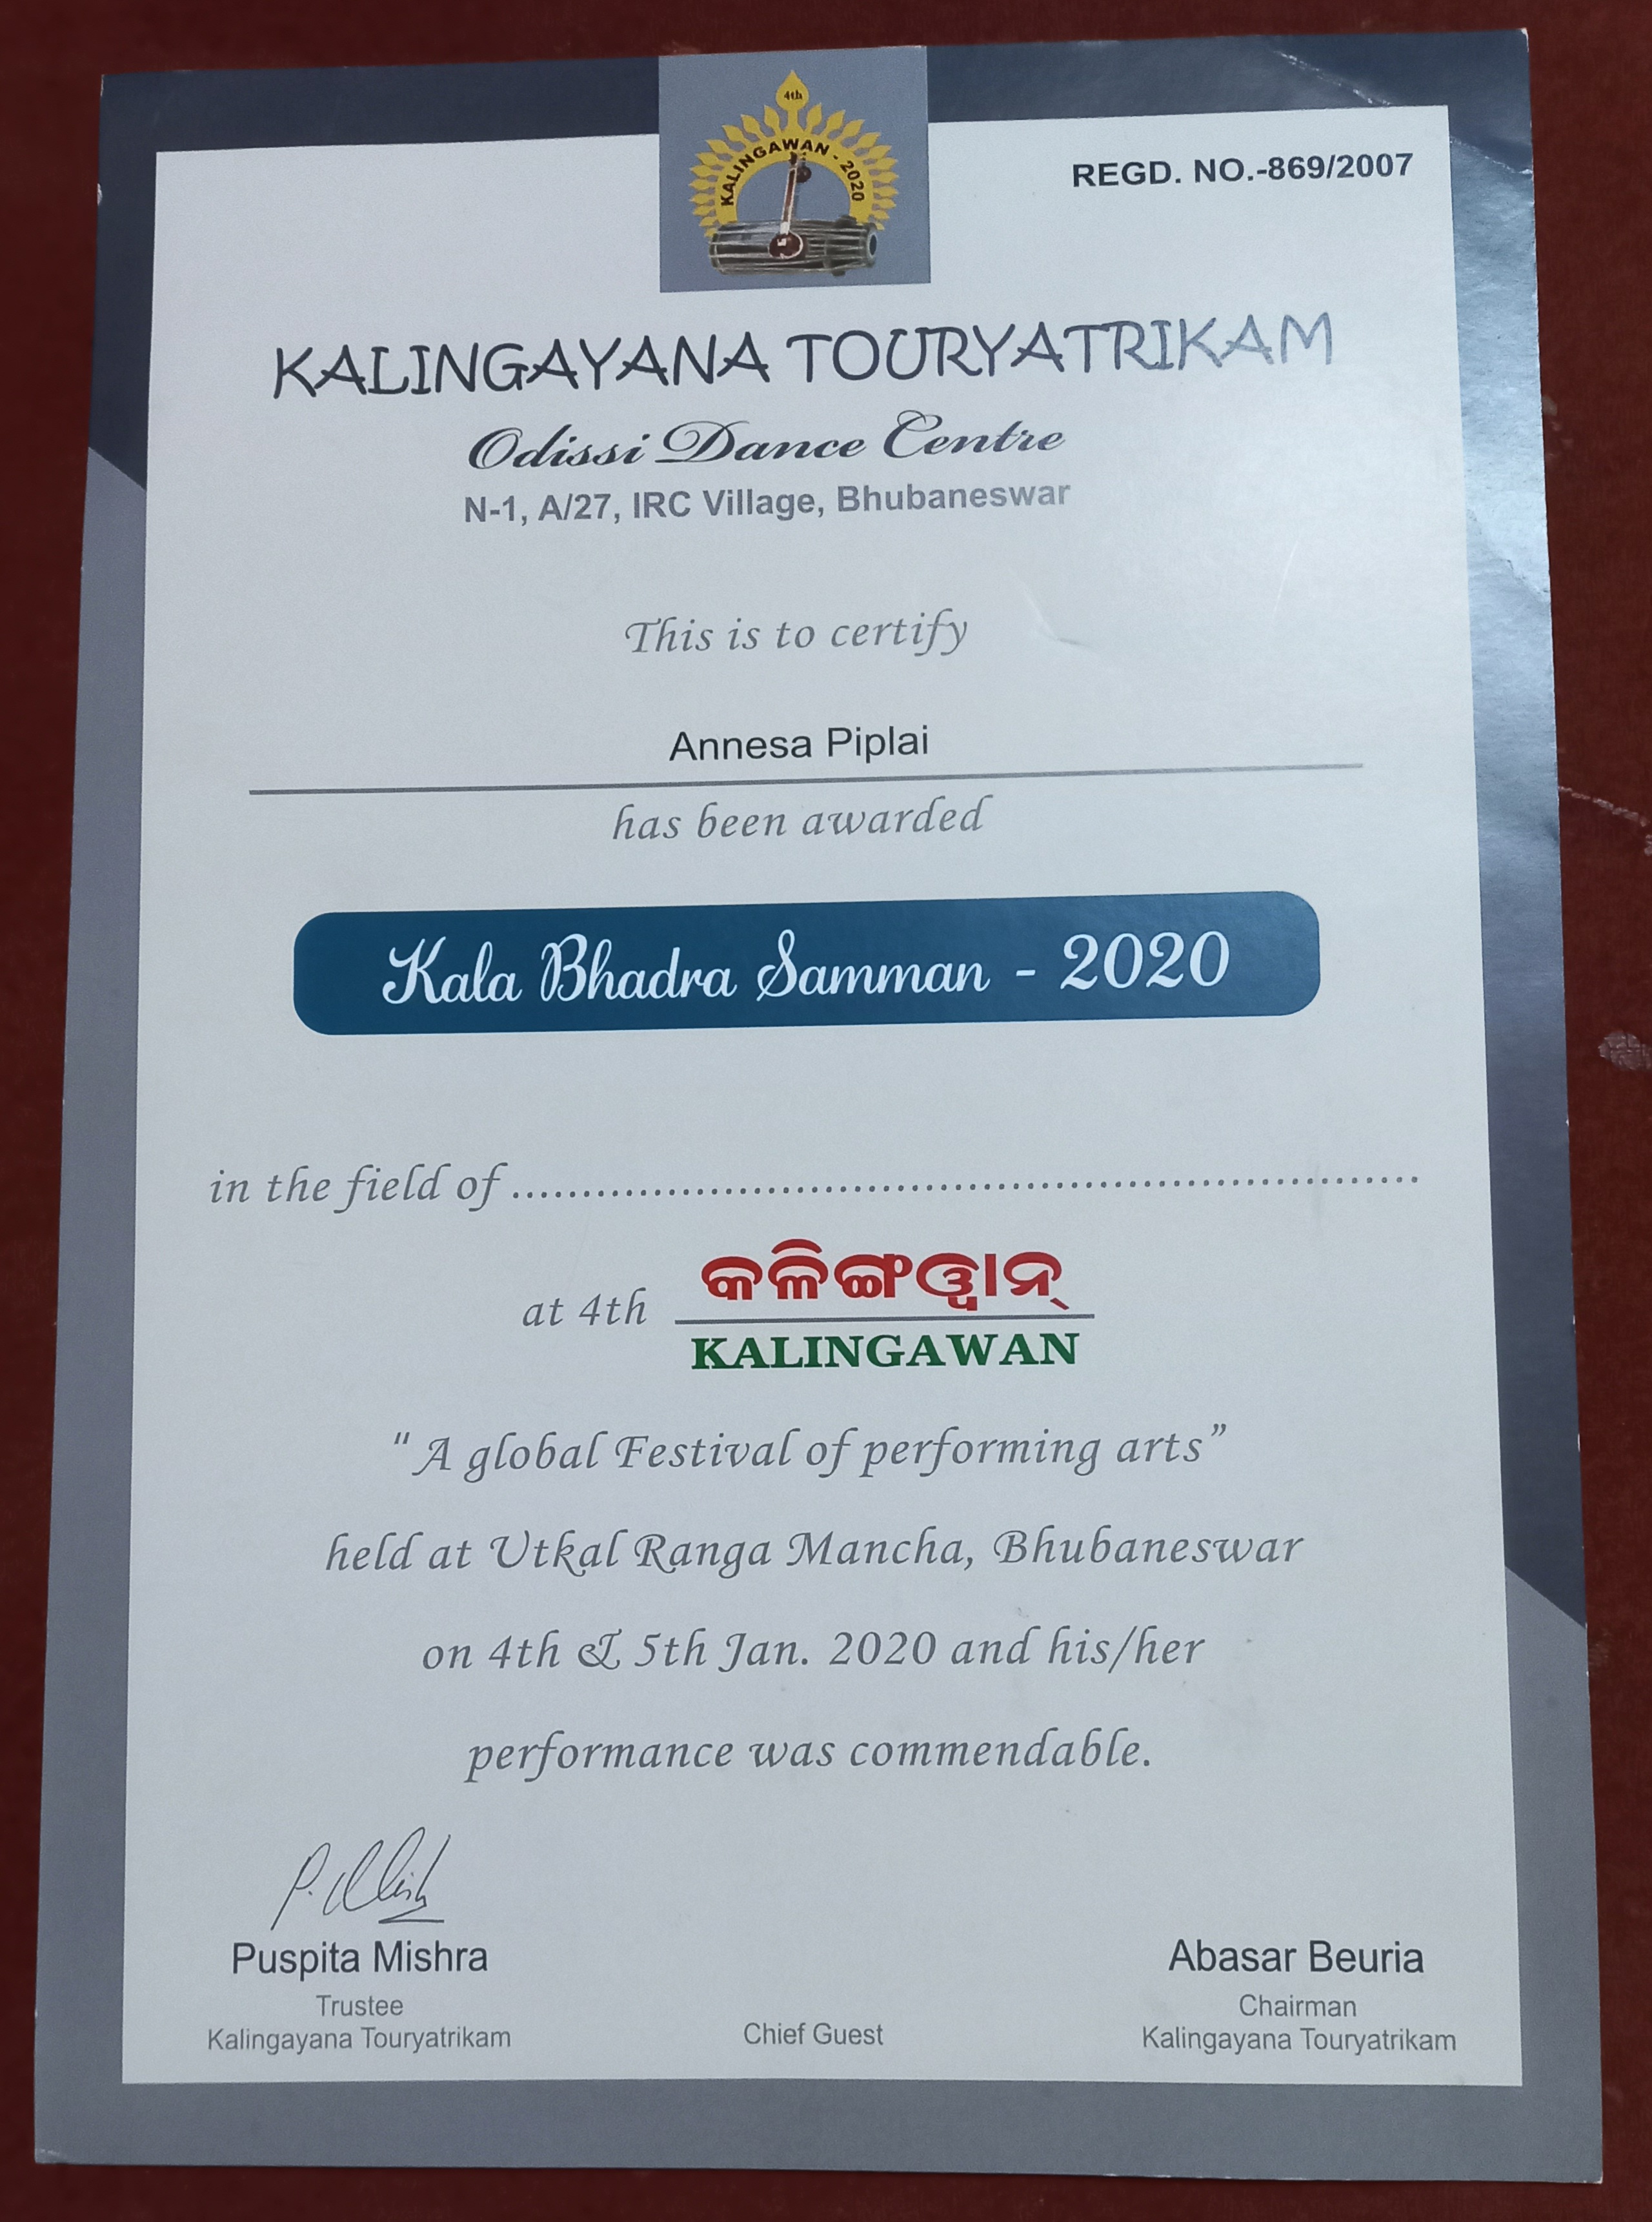 4th
KALINGAWAN - 2020
REGD. NO.-869/2007
KALINGAYANA TOURYATRIKAM
Odissi Dance Centre
N-1, A/27, IRC Village, Bhubaneswar
This is to certify
Annesa Piplai
has been awarded
Kala Bhadra Samman - 2020
in the field of ....................................................................................
at 4th
କଳିଙ୍ଗୱାନ୍
KALINGAWAN
“A global Festival of performing arts”
held at Utkal Ranga Mancha, Bhubaneswar
on 4th & 5th Jan. 2020 and his/her
performance was commendable.
Puspita Mishra
Trustee
Kalingayana Touryatrikam
Chief Guest
Abasar Beuria
Chairman
Kalingayana Touryatrikam